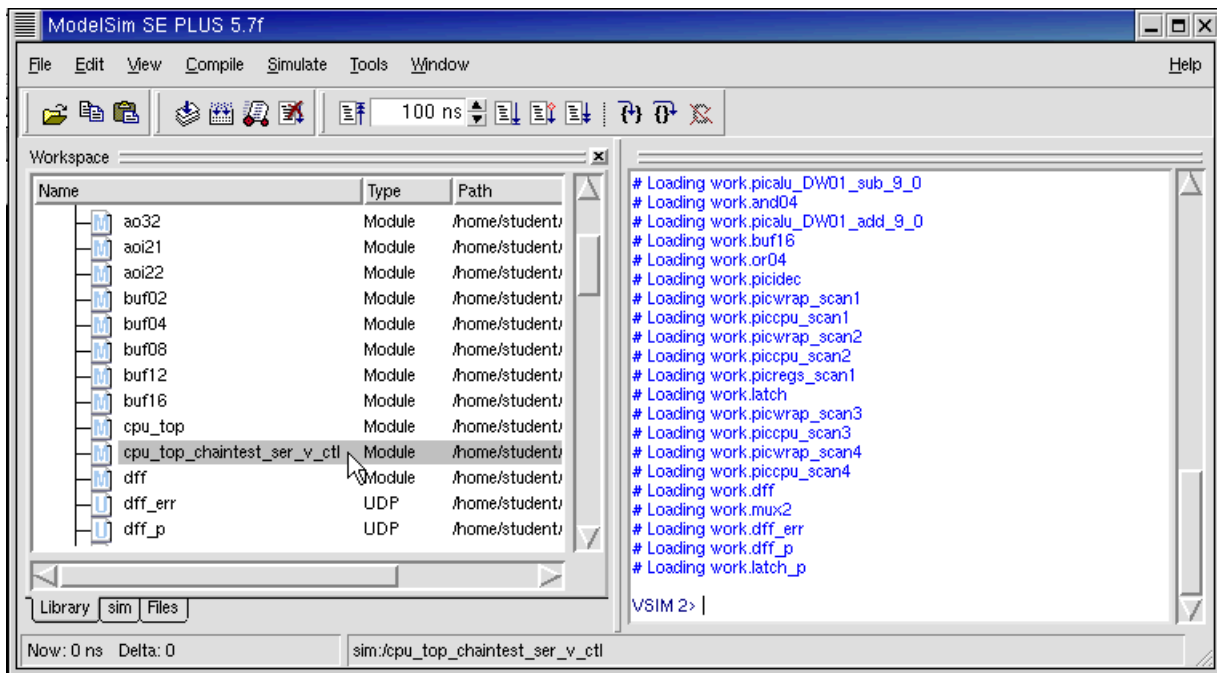 ModelSim SE PLUS 5.7f
File Edit View Compile Simulate Tools Window Help
100 ns
Workspace
Name Type Path
ao32 Module /home/student/
aoi21 Module /home/student/
aoi22 Module /home/student/
buf02 Module /home/student/
buf04 Module /home/student/
buf08 Module /home/student/
buf12 Module /home/student/
buf16 Module /home/student/
cpu_top Module /home/student/
cpu_top_chaintest_ser_v_ctl Module /home/student/
dff Module /home/student/
dff_err UDP /home/student/
dff_p UDP /home/student/
Library sim Files
# Loading work.picalu_DW01_sub_9_0
# Loading work.and04
# Loading work.picalu_DW01_add_9_0
# Loading work.buf16
# Loading work.or04
# Loading work.picidec
# Loading work.picwrap_scan1
# Loading work.piccpu_scan1
# Loading work.picwrap_scan2
# Loading work.piccpu_scan2
# Loading work.picregs_scan1
# Loading work.latch
# Loading work.picwrap_scan3
# Loading work.piccpu_scan3
# Loading work.picwrap_scan4
# Loading work.piccpu_scan4
# Loading work.dff
# Loading work.mux2
# Loading work.dff_err
# Loading work.dff_p
# Loading work.latch_p
VSIM 2>
Now: 0 ns Delta: 0 sim:/cpu_top_chaintest_ser_v_ctl